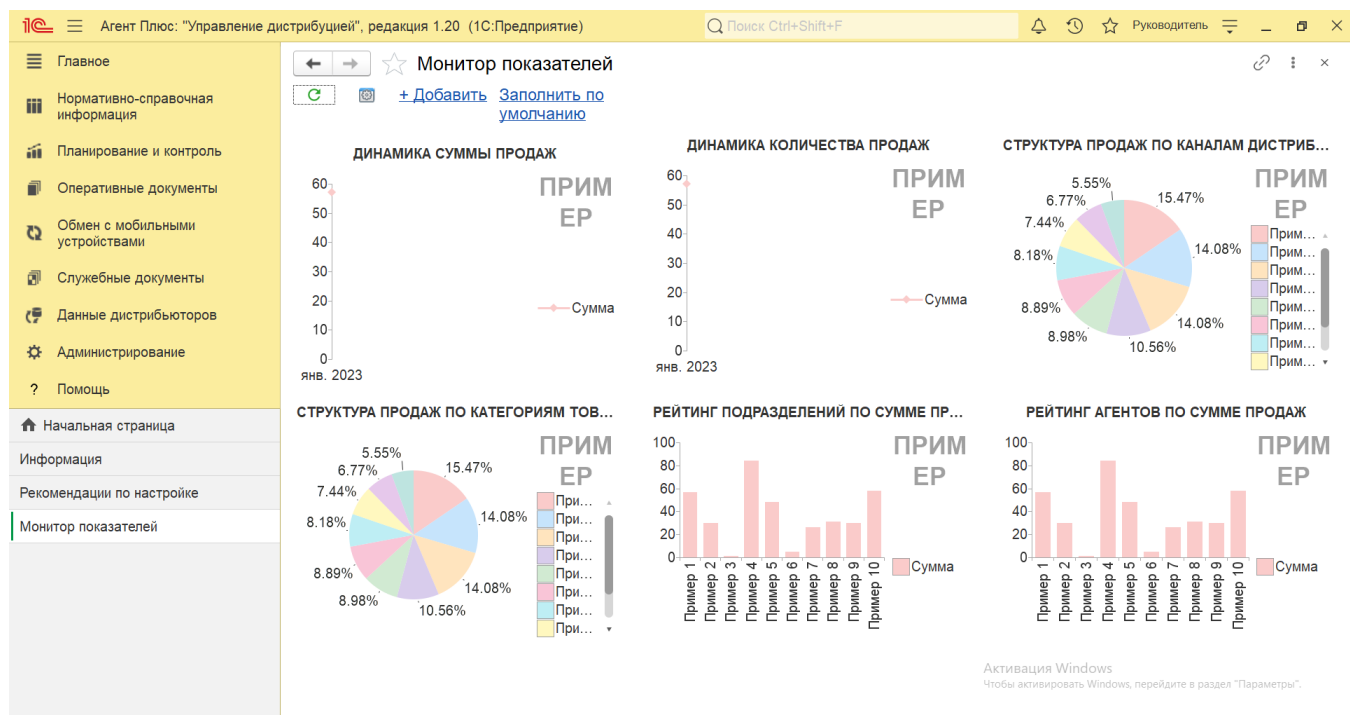 1С Агент Плюс: "Управление дистрибуцией", редакция 1.20 (1С:Предприятие)
Поиск Ctrl+Shift+F
Руководитель
Главное
Нормативно-справочная
информация
Планирование и контроль
Оперативные документы
Обмен с мобильными
устройствами
Служебные документы
Данные дистрибьюторов
Администрирование
? Помощь
Начальная страница
Информация
Рекомендации по настройке
Монитор показателей
Монитор показателей
+ Добавить
Заполнить по
умолчанию
ДИНАМИКА СУММЫ ПРОДАЖ
ПРИМ
ЕР
60
50
40
30
20
10
0
янв. 2023
Сумма
ДИНАМИКА КОЛИЧЕСТВА ПРОДАЖ
ПРИМ
ЕР
60
50
40
30
20
10
0
янв. 2023
Сумма
СТРУКТУРА ПРОДАЖ ПО КАНАЛАМ ДИСТРИБ...
ПРИМ
ЕР
5.55%
15.47%
6.77%
7.44%
14.08%
8.18%
8.89%
14.08%
8.98%
10.56%
Прим...
Прим...
Прим...
Прим...
Прим...
Прим...
Прим...
Прим...
СТРУКТУРА ПРОДАЖ ПО КАТЕГОРИЯМ ТОВ...
ПРИМ
ЕР
5.55%
15.47%
6.77%
7.44%
14.08%
8.18%
8.89%
14.08%
8.98%
10.56%
При...
При...
При...
При...
При...
При...
При...
При...
РЕЙТИНГ ПОДРАЗДЕЛЕНИЙ ПО СУММЕ ПР...
ПРИМ
ЕР
100
80
60
40
20
0
Пример 1
Пример 2
Пример 3
Пример 4
Пример 5
Пример 6
Пример 7
Пример 8
Пример 9
Пример 10
Сумма
РЕЙТИНГ АГЕНТОВ ПО СУММЕ ПРОДАЖ
ПРИМ
ЕР
100
80
60
40
20
0
Пример 1
Пример 2
Пример 3
Пример 4
Пример 5
Пример 6
Пример 7
Пример 8
Пример 9
Пример 10
Сумма
Активация Windows
Чтобы активировать Windows, перейдите в раздел "Параметры".